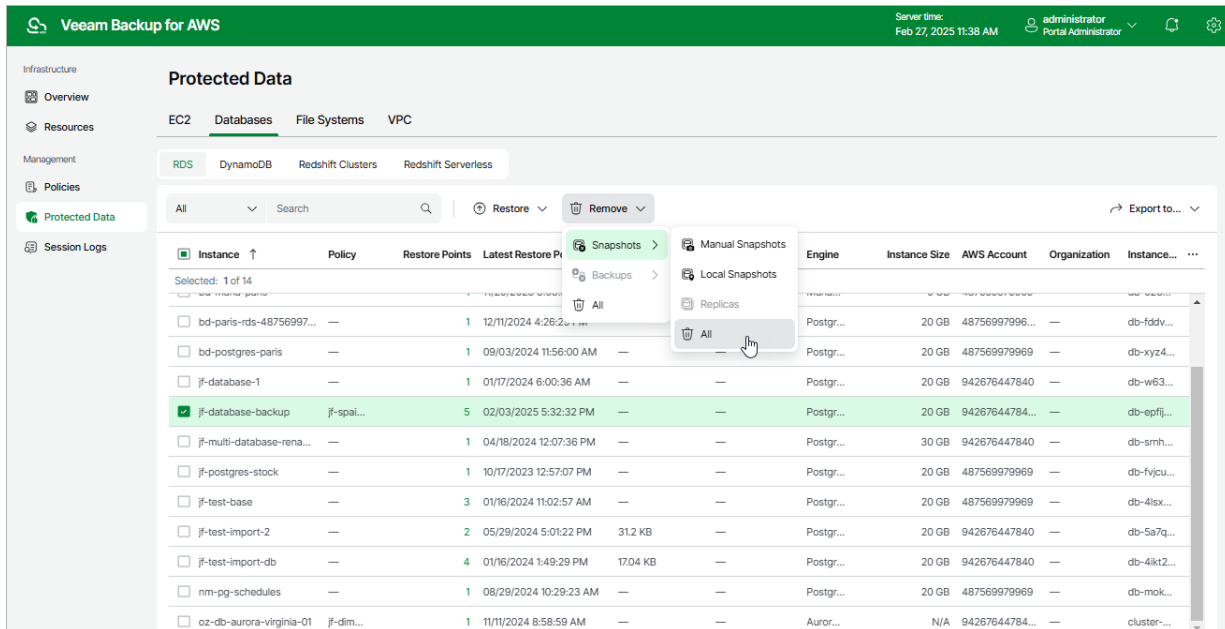 Veeam Backup for AWS
Server time:
Feb 27, 2025 11:38 AM
administrator
Portal Administrator
Infrastructure
Overview
Resources
Management
Policies
Protected Data
Session Logs
Protected Data
EC2 Databases File Systems VPC
RDS DynamoDB Redshift Clusters Redshift Serverless
All Search Restore Remove Export to...
Snapshots
Backups
All
Manual Snapshots
Local Snapshots
Replicas
All
Instance ↑ Policy Restore Points Latest Restore Po Engine Instance Size AWS Account Organization Instance... ...
Selected: 1 of 14
bd-paris-rds-48756997... — 1 12/11/2024 4:26:2 Postgr... 20 GB 48756997996... — db-fddv...
bd-postgres-paris — 1 09/03/2024 11:56:00 AM — — Postgr... 20 GB 487569979969 — db-xyz4...
jf-database-1 — 1 01/17/2024 6:00:36 AM — — Postgr... 20 GB 942676447840 — db-w63...
jf-database-backup jf-spai... 5 02/03/2025 5:32:32 PM — — Postgr... 20 GB 94267644784... — db-epfij...
jf-multi-database-rena... — 1 04/18/2024 12:07:36 PM — — Postgr... 30 GB 942676447840 — db-smh...
jf-postgres-stock — 1 10/17/2023 12:57:07 PM — — Postgr... 20 GB 487569979969 — db-fvjcu...
jf-test-base — 3 01/16/2024 11:02:57 AM — — Postgr... 20 GB 487569979969 — db-4lsx...
jf-test-import-2 — 2 05/29/2024 5:01:22 PM 31.2 KB — Postgr... 20 GB 942676447840 — db-5a7q...
jf-test-import-db — 4 01/16/2024 1:49:29 PM 17.04 KB — Postgr... 20 GB 942676447840 — db-4ikt2...
nm-pg-schedules — 1 08/29/2024 10:29:23 AM — — Postgr... 20 GB 487569979969 — db-mok...
oz-db-aurora-virginia-01 jf-dim... 1 11/11/2024 8:58:59 AM — — Auror... N/A 94267644784... — cluster-...